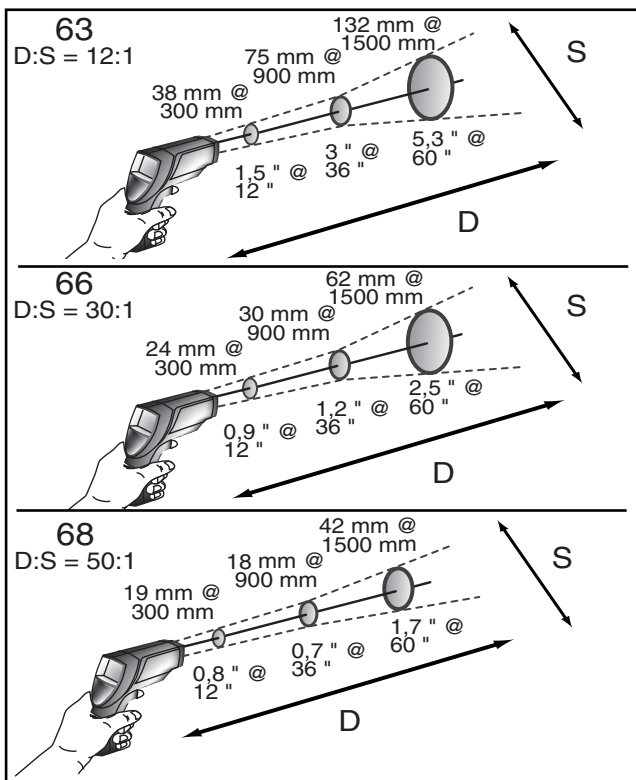 63
D:S = 12:1
38 mm @
300 mm
75 mm @
900 mm
132 mm @
1500 mm
S
1,5 " @
12 "
3 " @
36 "
5,3 " @
60 "
D
66
D:S = 30:1
24 mm @
300 mm
30 mm @
900 mm
62 mm @
1500 mm
S
0,9 " @
12 "
1,2 " @
36 "
2,5 " @
60 "
D
68
D:S = 50:1
19 mm @
300 mm
18 mm @
900 mm
42 mm @
1500 mm
S
0,8 " @
12 "
0,7 " @
36 "
1,7 " @
60 "
D